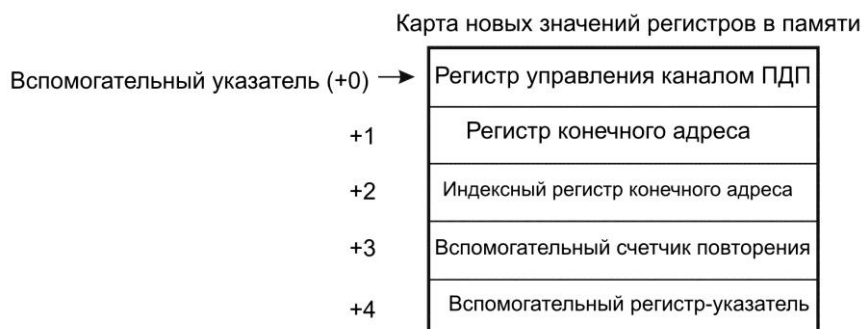 Карта новых значений регистров в памяти
Вспомогательный указатель (+0) Регистр управления каналом ПДП
+1 Регистр конечного адреса
+2 Индексный регистр конечного адреса
+3 Вспомогательный счетчик повторения
+4 Вспомогательный регистр-указатель